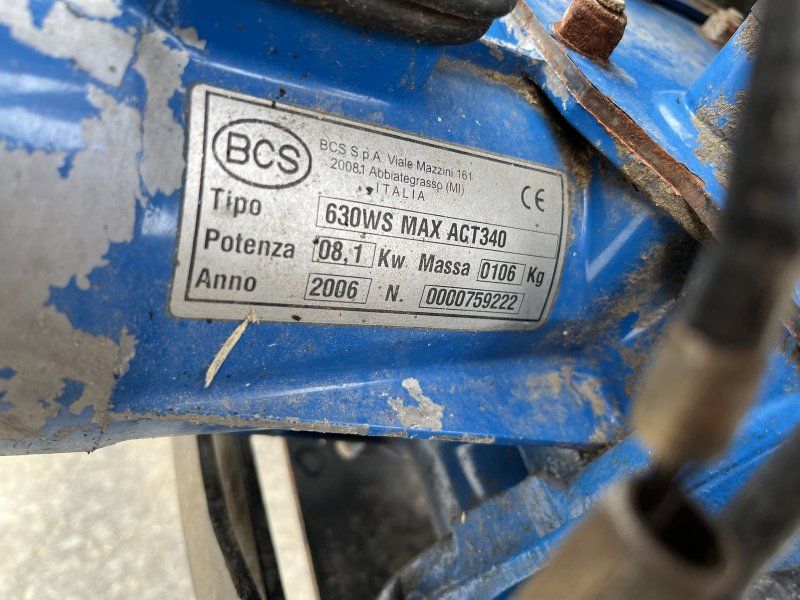 BCS
BCS S.p.A. Viale Mazzini 161
20081 Abbiategrasso (MI)
ITALIA
CE
Tipo 630WS MAX ACT340
Potenza 08,1 Kw Massa 0106 Kg
Anno 2006 N. 0000759222